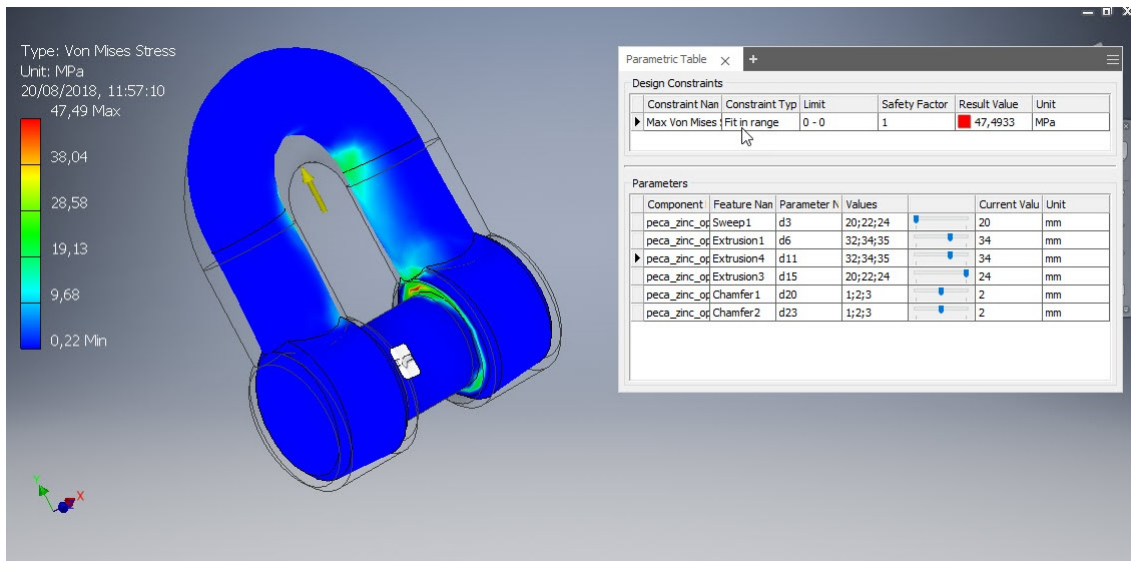 Type: Von Mises Stress
Unit: MPa
20/08/2018, 11:57:10
47,49 Max
38,04
28,58
19,13
9,68
0,22 Min
Y
X
Parametric Table
Design Constraints
Constraint Nan Constraint Typ Limit Safety Factor Result Value Unit
Max Von Mises Fit in range 0 - 0 1 47,4933 MPa
Parameters
Component Feature Nan Parameter N Values Current Valu Unit
peca_zinc_op Sweep1 d3 20;22;24 20 mm
peca_zinc_op Extrusion1 d6 32;34;35 34 mm
peca_zinc_op Extrusion4 d11 32;34;35 34 mm
peca_zinc_op Extrusion3 d15 20;22;24 24 mm
peca_zinc_op Chamfer1 d20 1;2;3 2 mm
peca_zinc_op Chamfer2 d23 1;2;3 2 mm